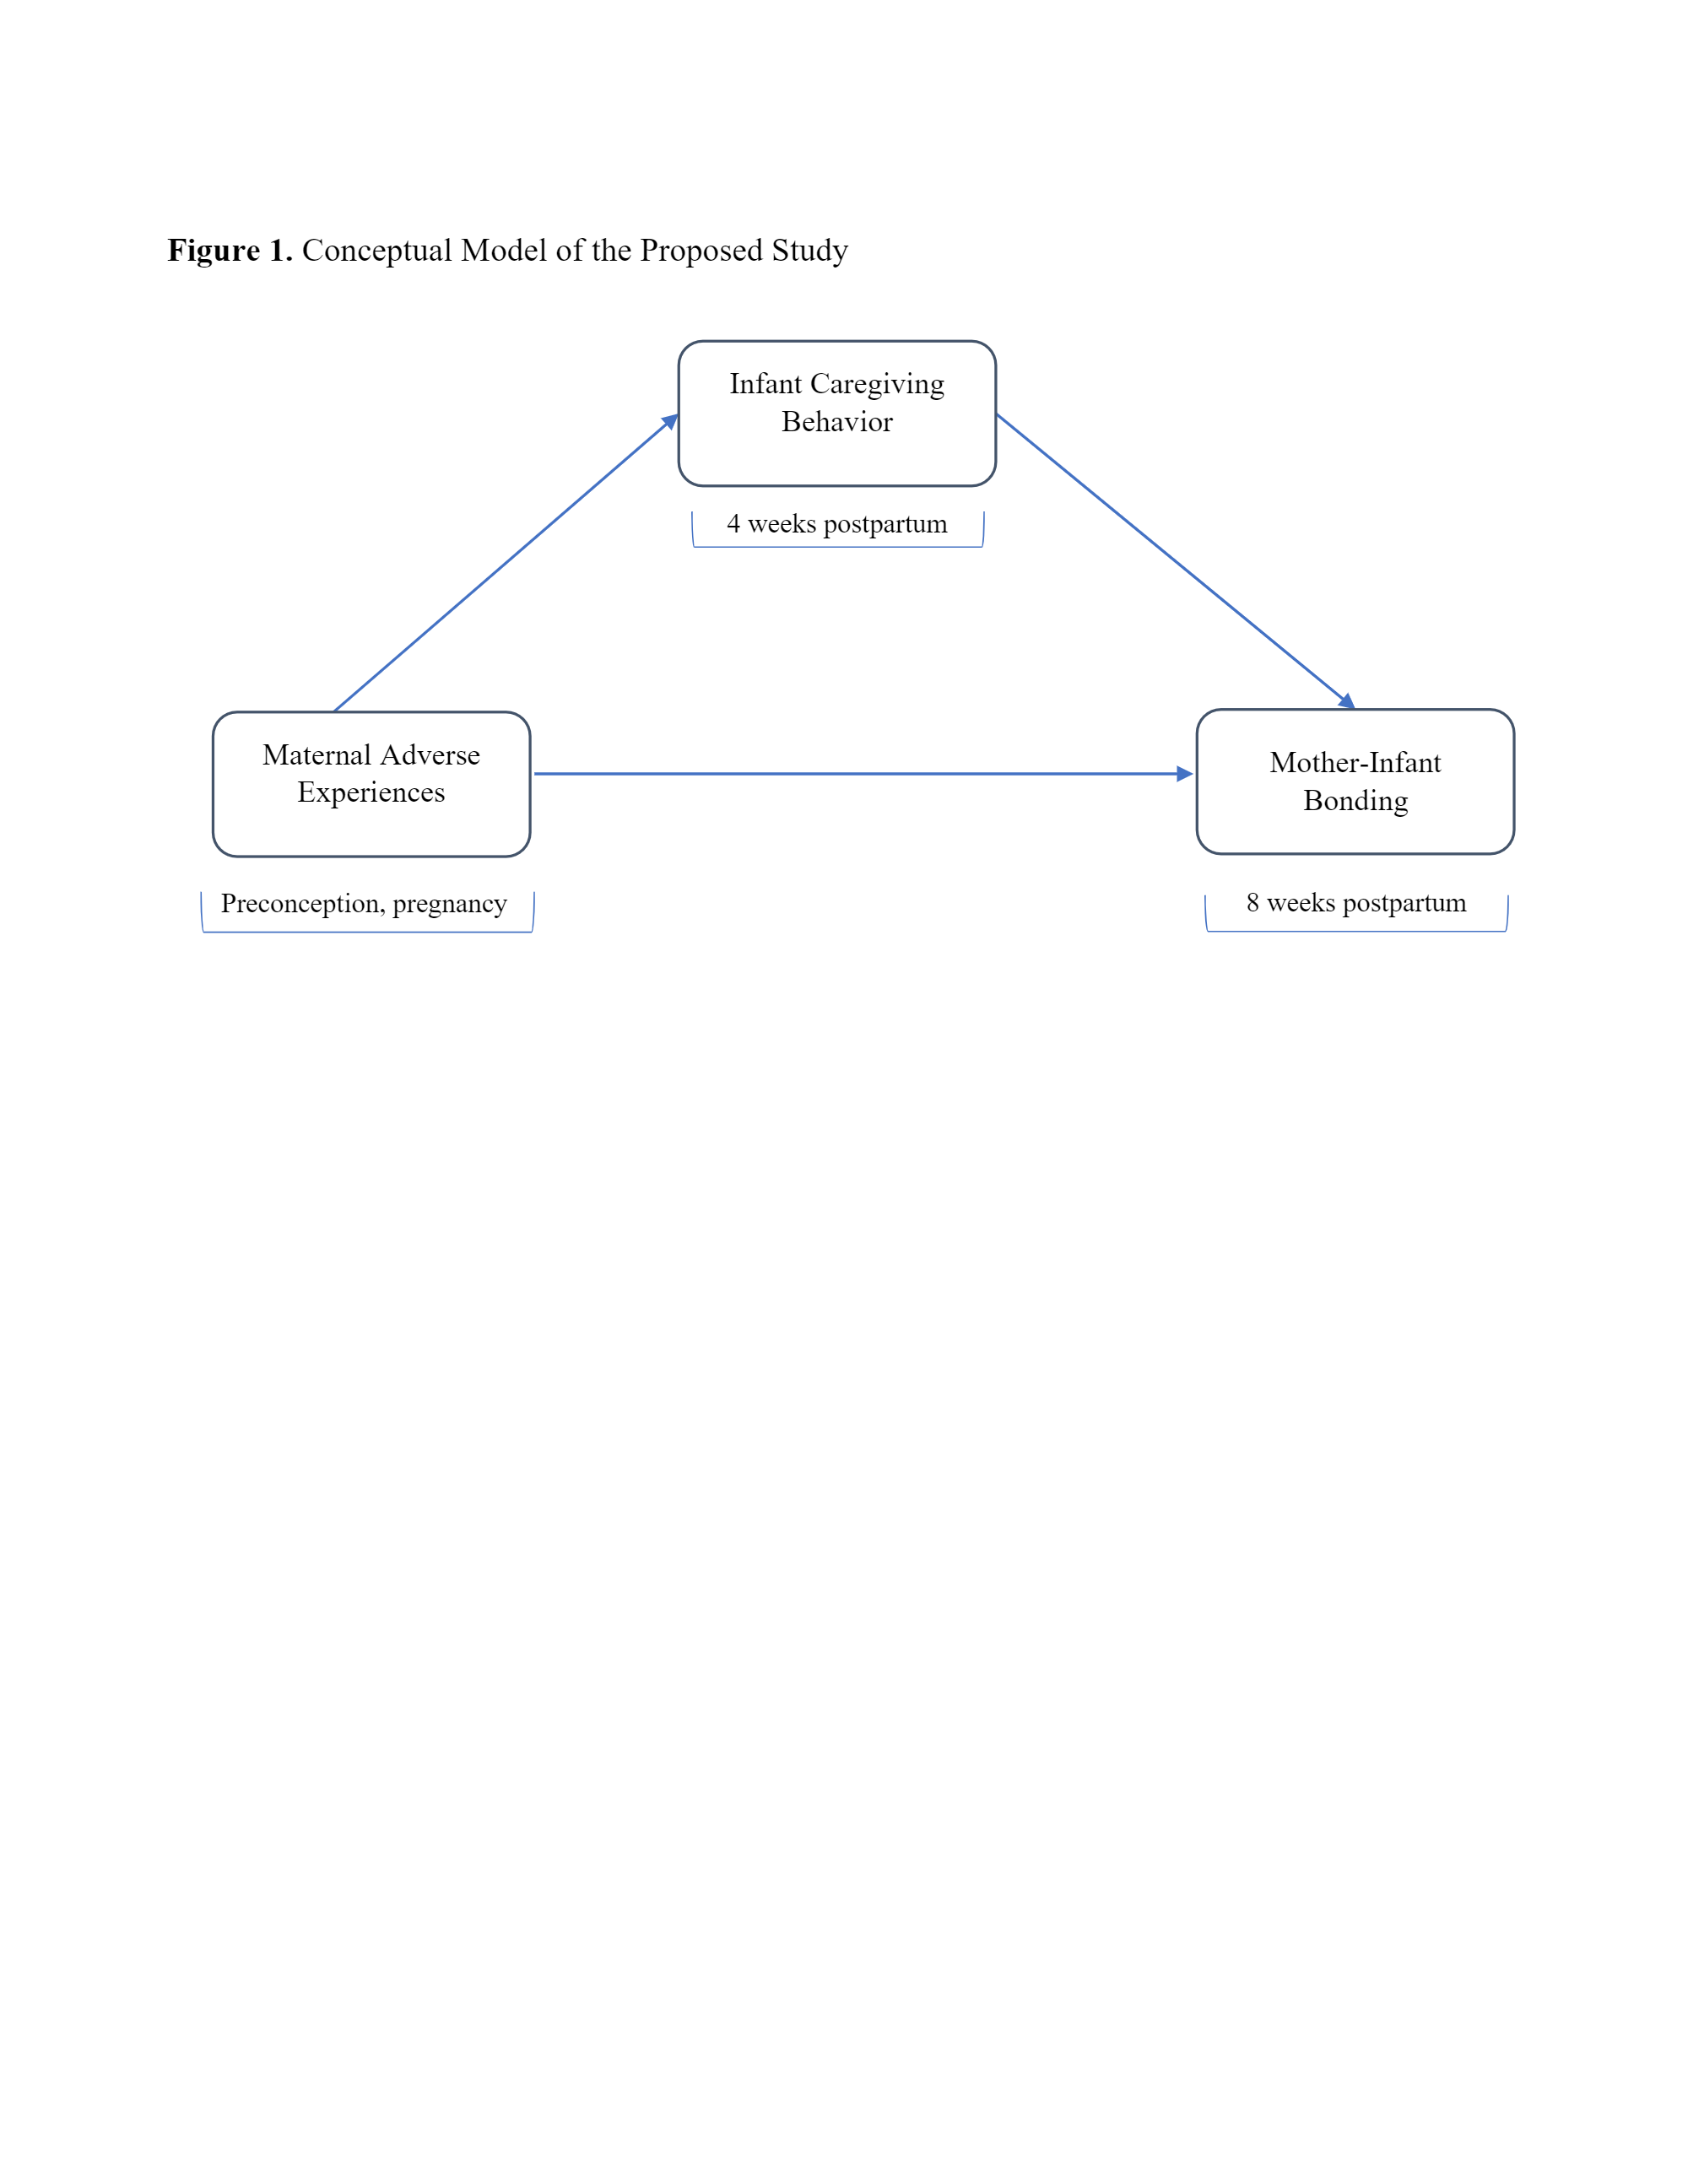 Figure 1. Conceptual Model of the Proposed Study
Infant Caregiving
Behavior
4 weeks postpartum
Maternal Adverse
Experiences
Preconception, pregnancy
Mother-Infant
Bonding
8 weeks postpartum